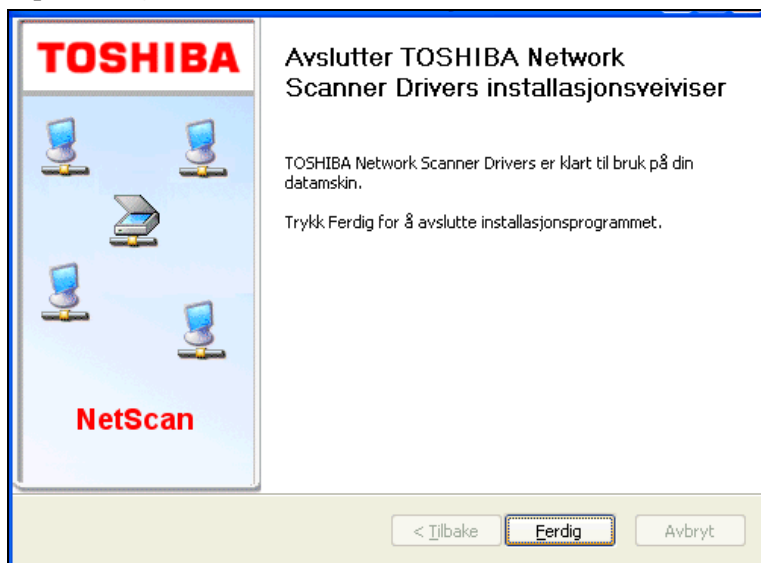 TOSHIBA
NetScan
Avslutter TOSHIBA Network
Scanner Drivers installasjonsveiviser
TOSHIBA Network Scanner Drivers er klart til bruk på din
datamskin.
Trykk Ferdig for å avslutte installasjonsprogrammet.
< Tilbake
Ferdig
Avbryt